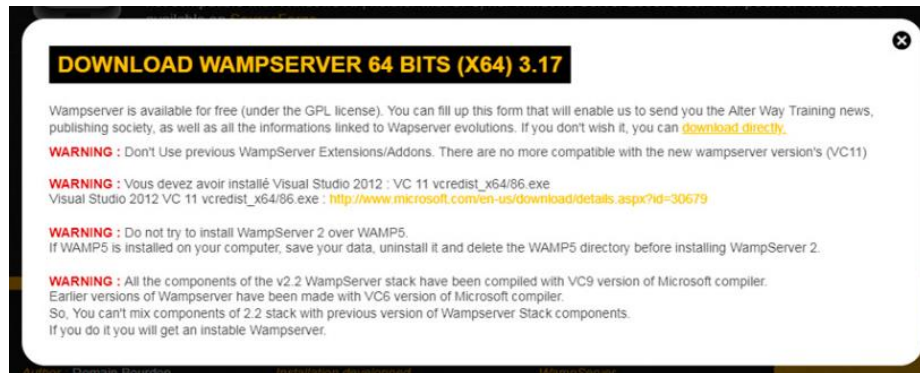 available on SourceForge
DOWNLOAD WAMPSERVER 64 BITS (X64) 3.17
Wampserver is available for free (under the GPL license). You can fill up this form that will enable us to send you the Alter Way Training news,
publishing society, as well as all the informations linked to Wapserver evolutions. If you don't wish it, you can download directly.
WARNING : Don't Use previous WampServer Extensions/Addons. There are no more compatible with the new wampserver version's (VC11)
WARNING : Vous devez avoir installé Visual Studio 2012 : VC 11 vcredist_x64/86.exe
Visual Studio 2012 VC 11 vcredist_x64/86.exe : http://www.microsoft.com/en-us/download/details.aspx?id=30679
WARNING : Do not try to install WampServer 2 over WAMP5.
If WAMP5 is installed on your computer, save your data, uninstall it and delete the WAMP5 directory before installing WampServer 2.
WARNING : All the components of the v2.2 WampServer stack have been compiled with VC9 version of Microsoft compiler.
Earlier versions of Wampserver have been made with VC6 version of Microsoft compiler.
So, You can't mix components of 2.2 stack with previous version of Wampserver Stack components.
If you do it you will get an instable Wampserver.